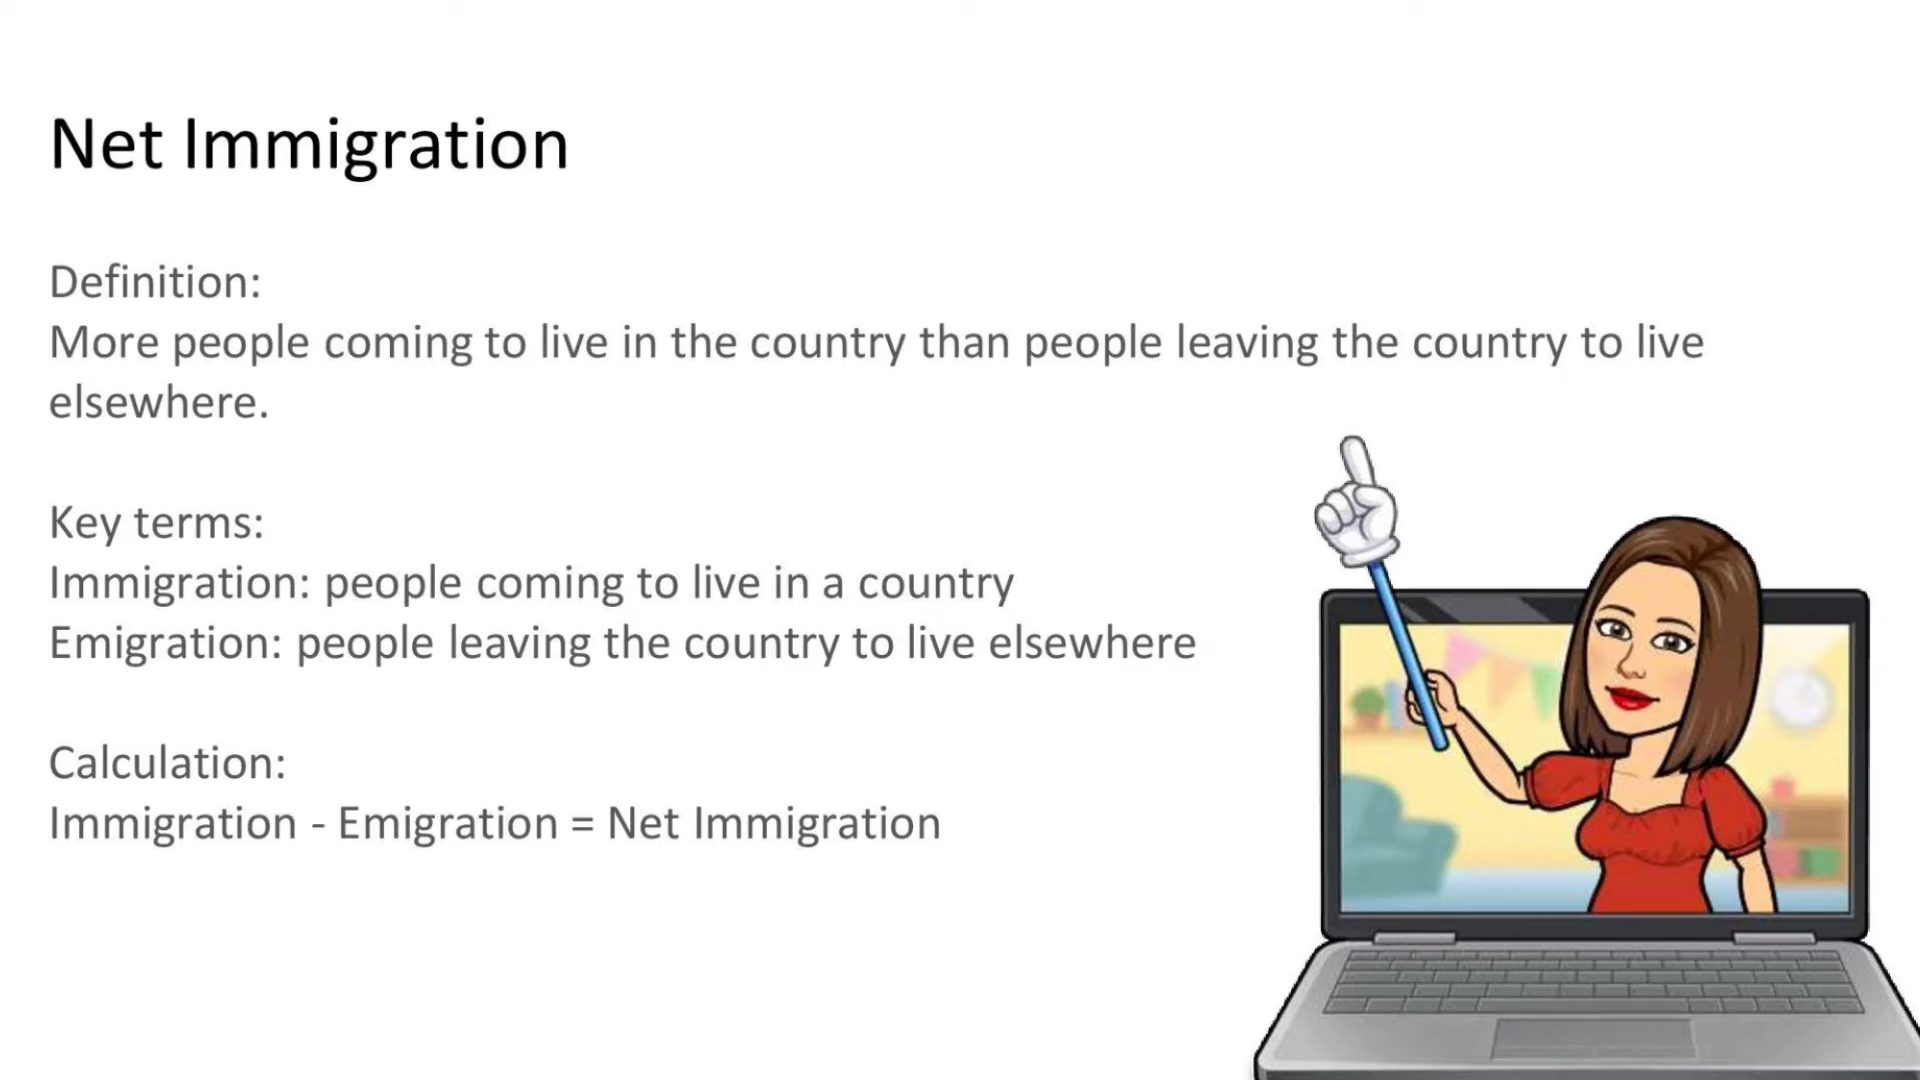 Net Immigration
Definition:
More people coming to live in the country than people leaving the country to live
elsewhere.
Key terms:
Immigration: people coming to live in a country
Emigration: people leaving the country to live elsewhere
Calculation:
Immigration - Emigration = Net Immigration